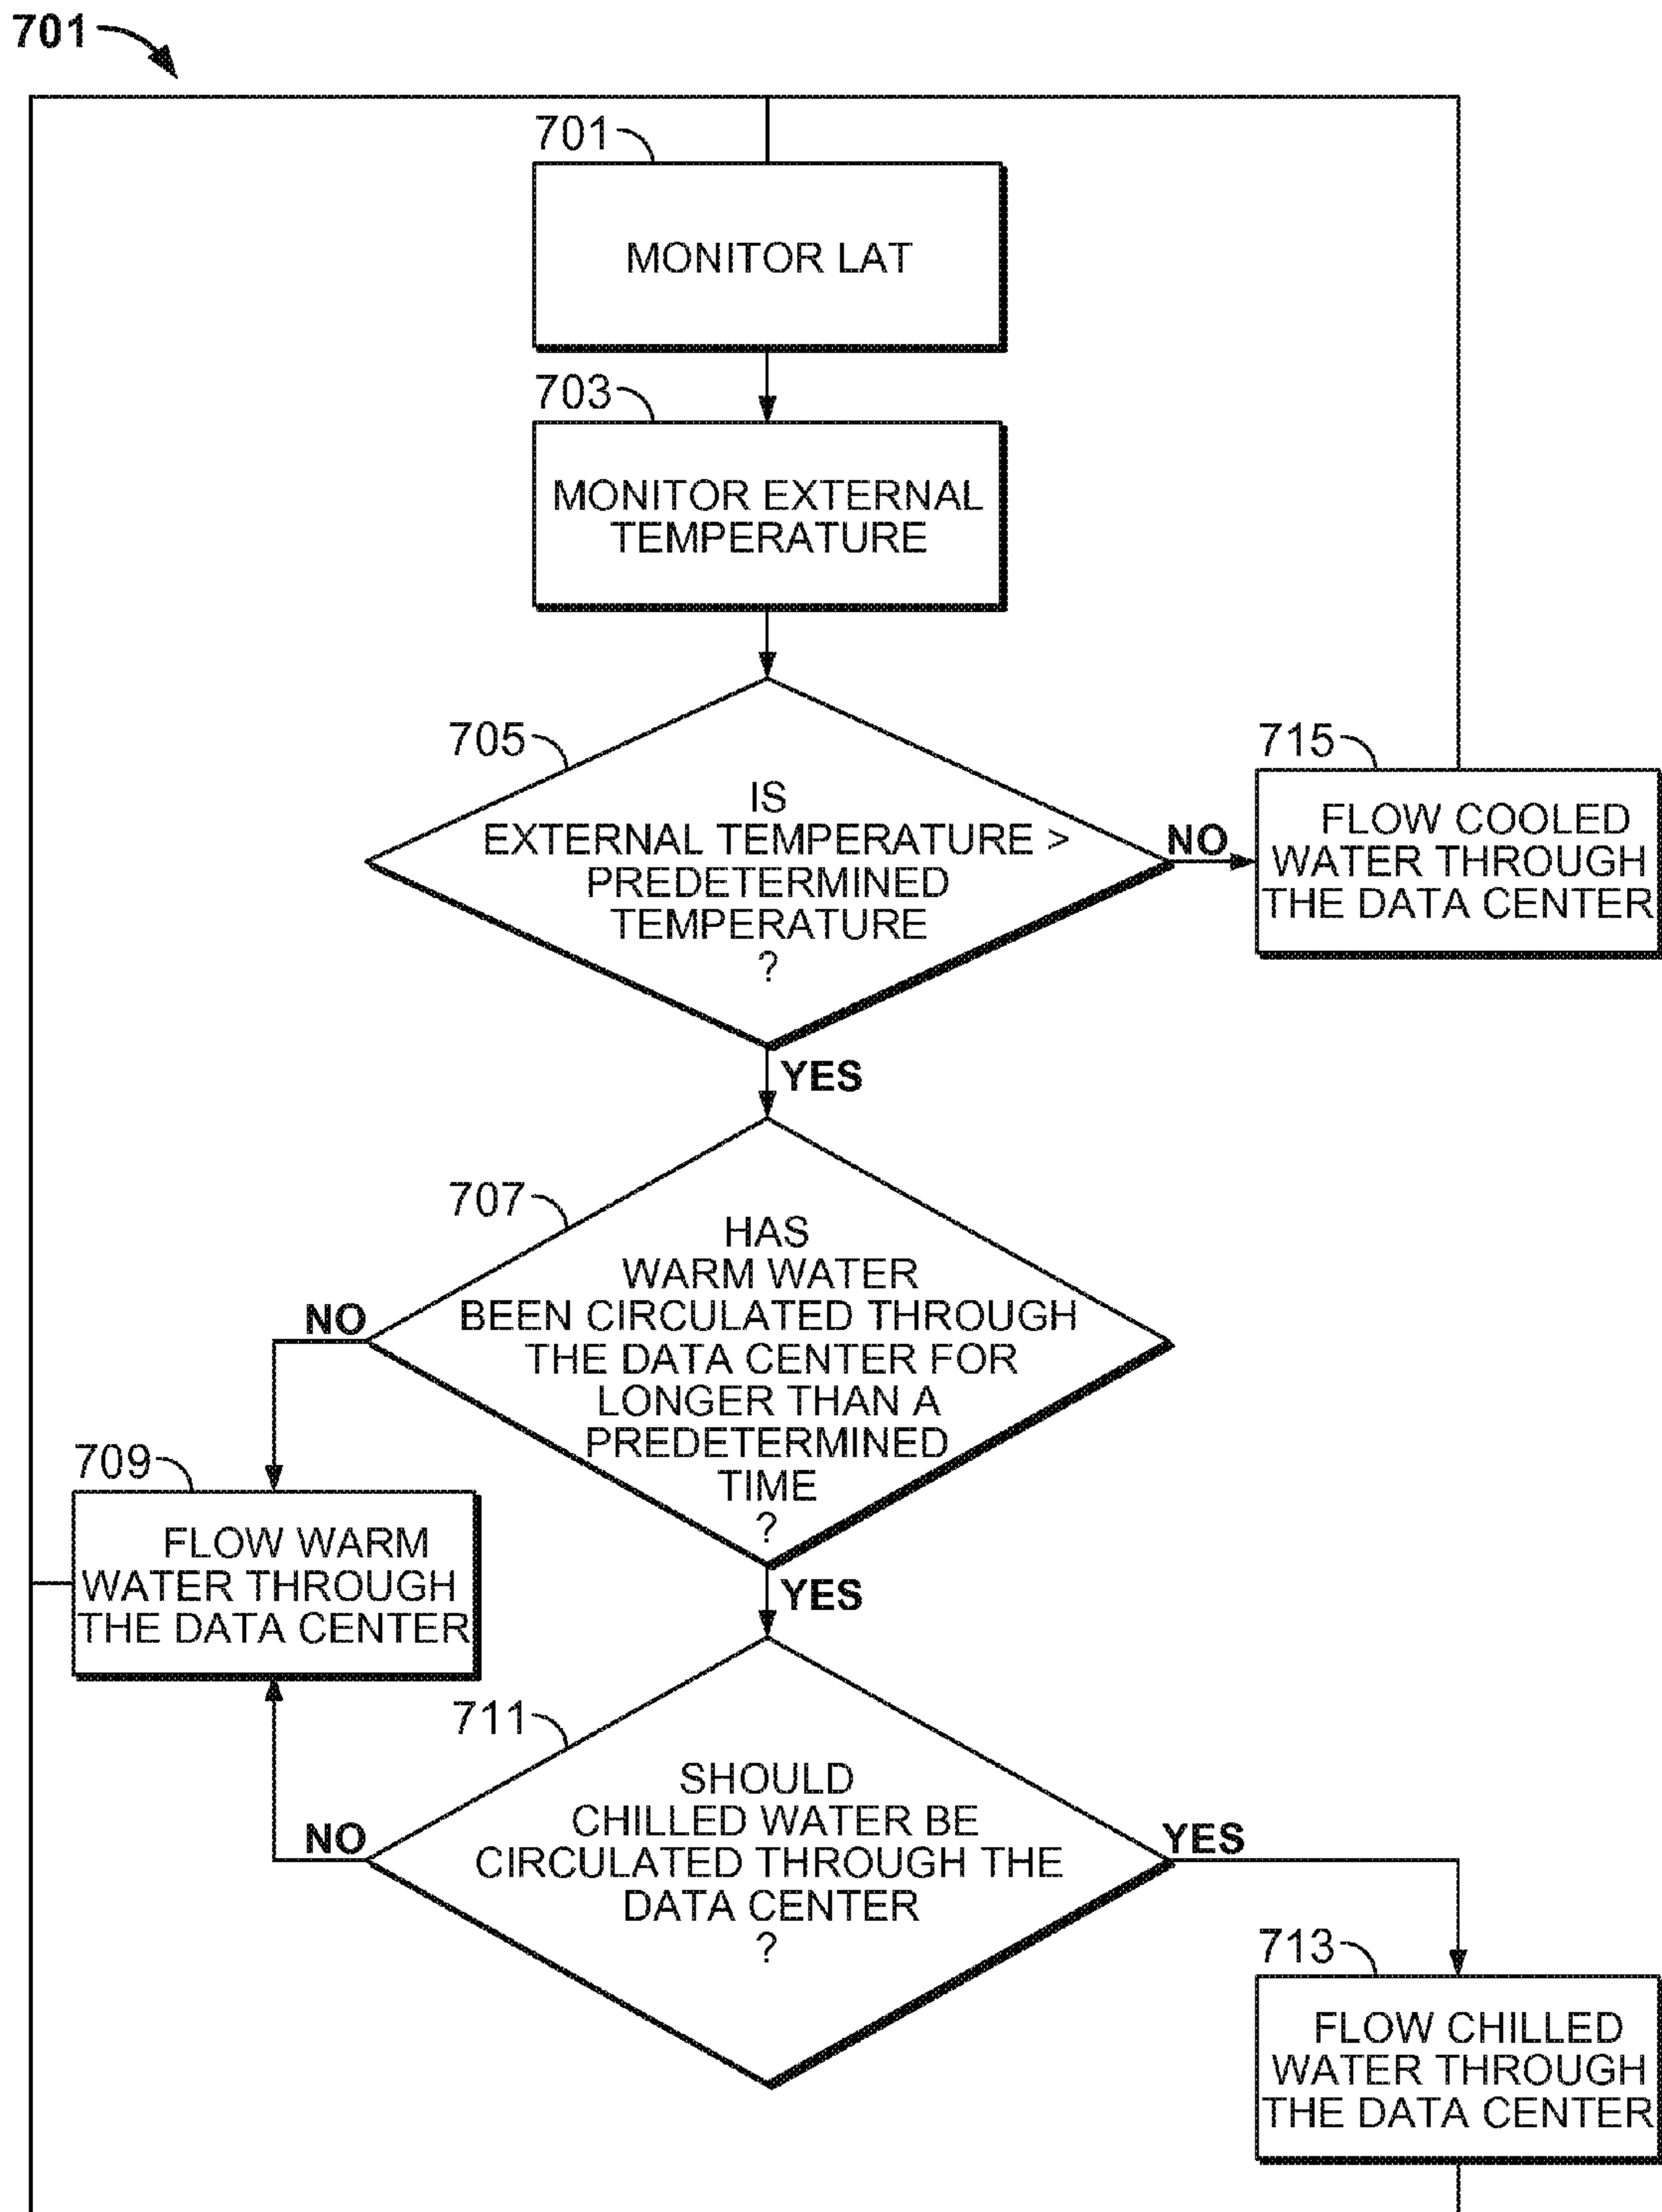 701
701
MONITOR LAT
703
MONITOR EXTERNAL
TEMPERATURE
705
IS
EXTERNAL TEMPERATURE >
PREDETERMINED
TEMPERATURE
?
NO
715
FLOW COOLED
WATER THROUGH
THE DATA CENTER
YES
707
HAS
WARM WATER
BEEN CIRCULATED THROUGH
THE DATA CENTER FOR
LONGER THAN A
PREDETERMINED
TIME
?
NO
709
FLOW WARM
WATER THROUGH
THE DATA CENTER
YES
711
SHOULD
CHILLED WATER BE
CIRCULATED THROUGH THE
DATA CENTER
?
NO
YES
713
FLOW CHILLED
WATER THROUGH
THE DATA CENTER